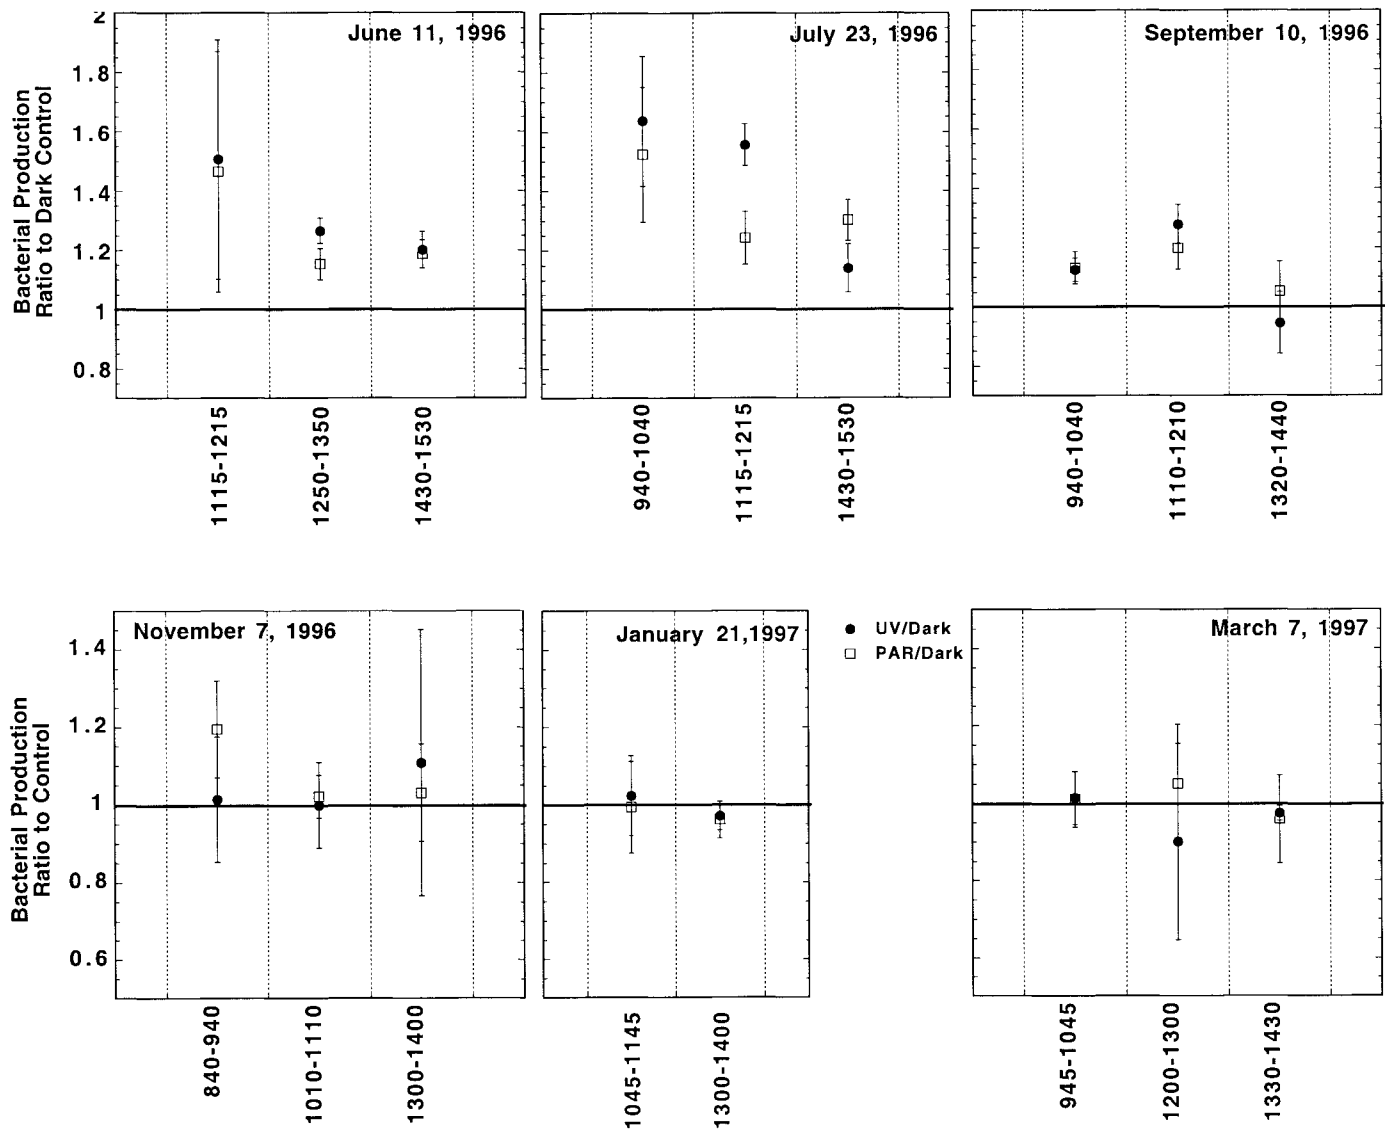 June 11, 1996
July 23, 1996
September 10, 1996
Bacterial Production
Ratio to Dark Control
2
1.8
1.6
1.4
1.2
1
0.8
1115-1215
1250-1350
1430-1530
940-1040
1115-1215
1430-1530
940-1040
1110-1210
1320-1440
November 7, 1996
January 21,1997
UV/Dark
PAR/Dark
March 7, 1997
Bacterial Production
Ratio to Control
1.4
1.2
1
0.8
0.6
840-940
1010-1110
1300-1400
1045-1145
1300-1400
945-1045
1200-1300
1330-1430